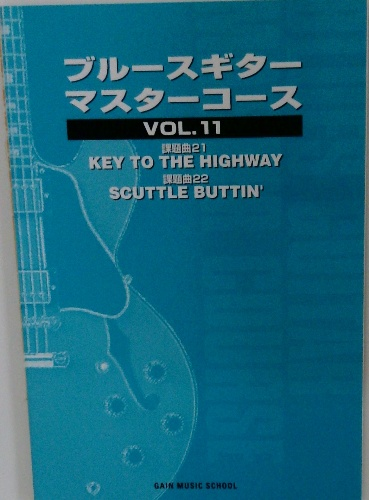 ブルースギター
マスターコース
VOL.11
課題曲21
KEY TO THE HIGHWAY
課題曲22
SCUTTLE BUTTIN'
GAIN MUSIC SCHOOL